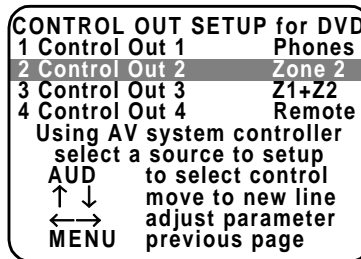 CONTROL OUT SETUP for DVD
1 Control Out 1 Phones
2 Control Out 2 Zone 2
3 Control Out 3 Z1+Z2
4 Control Out 4 Remote
Using AV system controller
select a source to setup
AUD to select control
↑ ↓ move to new line
←→ adjust parameter
MENU previous page